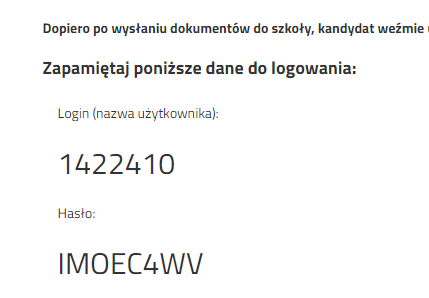 Dopiero po wysłaniu dokumentów do szkoły, kandydat weźmie
Zapamiętaj poniższe dane do logowania:
Login (nazwa użytkownika):
1422410
Hasło:
IMOEC4WV